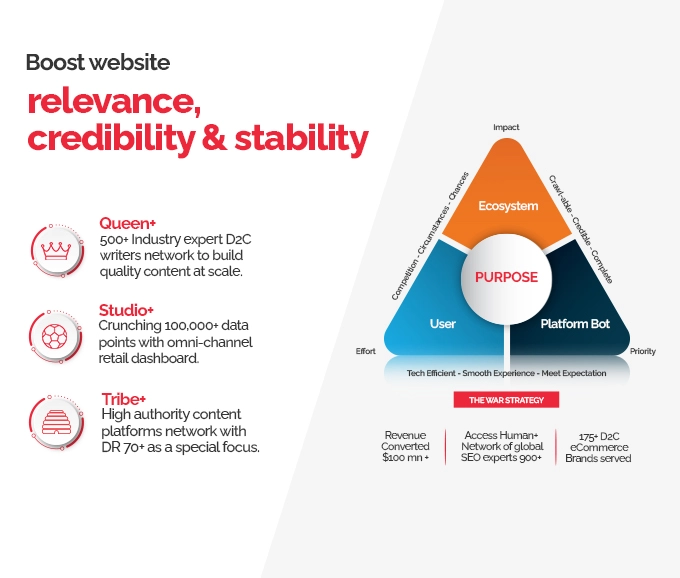 Boost website
relevance,
credibility & stability
Queen+
500+ Industry expert D2C
writers network to build
quality content at scale.
Studio+
Crunching 100,000+ data
points with omni-channel
retail dashboard.
Tribe+
High authority content
platforms network with
DR 70+ as a special focus.
Impact
Competition - Circumstances - Chances
Crawl-able - Credible - Complete
Ecosystem
PURPOSE
User
Platform Bot
Effort
Priority
Tech Efficient - Smooth Experience - Meet Expectation
THE WAR STRATEGY
Revenue
Converted
$100 mn +
Access Human+
Network of global
SEO experts 900+
175+ D2C
eCommerce
Brands served